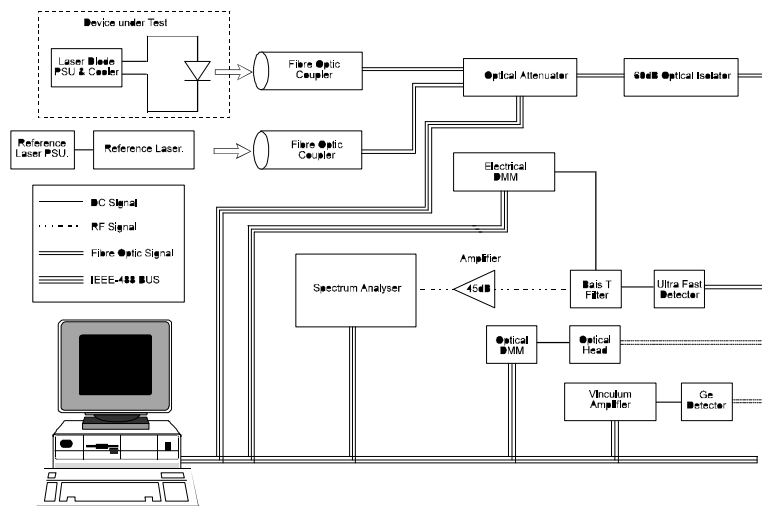 Device under Test
Laser Diode
PSU & Cooler
Fibre Optic
Coupler
Optical Attenuator
60dB Optical Isolator
Reference
Laser PSU.
Reference Laser.
Fibre Optic
Coupler
Electrical
DMM
DC Signal
RF Signal
Fibre Optic Signal
IEEE-488 BUS
Spectrum Analyser
Amplifier
45dB
Bais T
Filter
Ultra Fast
Detector
Optical
DMM
Optical
Head
Vinculum
Amplifier
Ge
Detector